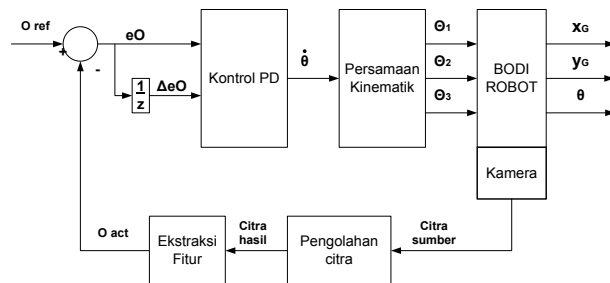 O ref
+
-
eO
1
z
ΔeO
Kontrol PD
θ̇
Persamaan
Kinematik
Θ1
Θ2
Θ3
BODI
ROBOT
xG
yG
θ
Kamera
Citra
sumber
Pengolahan
citra
Citra
hasil
Ekstraksi
Fitur
O act